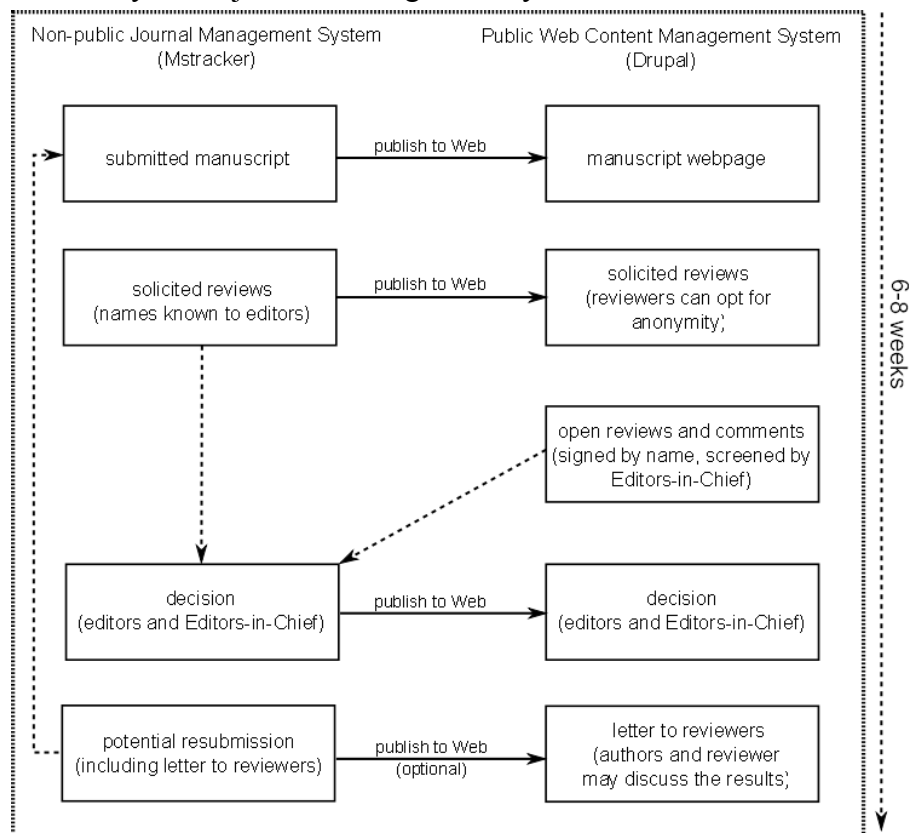 Non-public Journal Management System
(Mstracker)
Public Web Content Management System
(Drupal)
submitted manuscript
publish to Web
manuscript webpage
solicited reviews
(names known to editors)
publish to Web
solicited reviews
(reviewers can opt for
anonymity)
open reviews and comments
(signed by name, screened by
Editors-in-Chief)
decision
(editors and Editors-in-Chief)
publish to Web
decision
(editors and Editors-in-Chief)
potential resubmission
(including letter to reviewers)
publish to Web
(optional)
letter to reviewers
(authors and reviewer
may discuss the results)
6-8 weeks